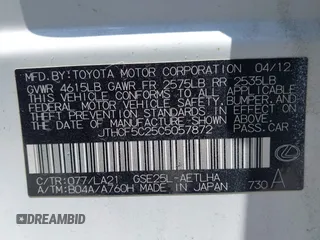 MFD.BY:TOYOTA MOTOR CORPORATION 04/12
GVWR 4615LB GAWR FR 2575LB RR 2535LB
THIS VEHICLE CONFORMS TO ALL APPLICABLE
FEDERAL MOTOR VEHICLE SAFETY, BUMPER,
AND THEFT PREVENTION STANDARDS IN EFFECT
ON THE DATE OF MANUFACTURE SHOWN ABOVE.
JTHCF5C25C5057872 PASS.CAR
C/TR:077/LA21 GSE25L-AETLHA
A/TM:B04A/A760H MADE IN JAPAN 730 A